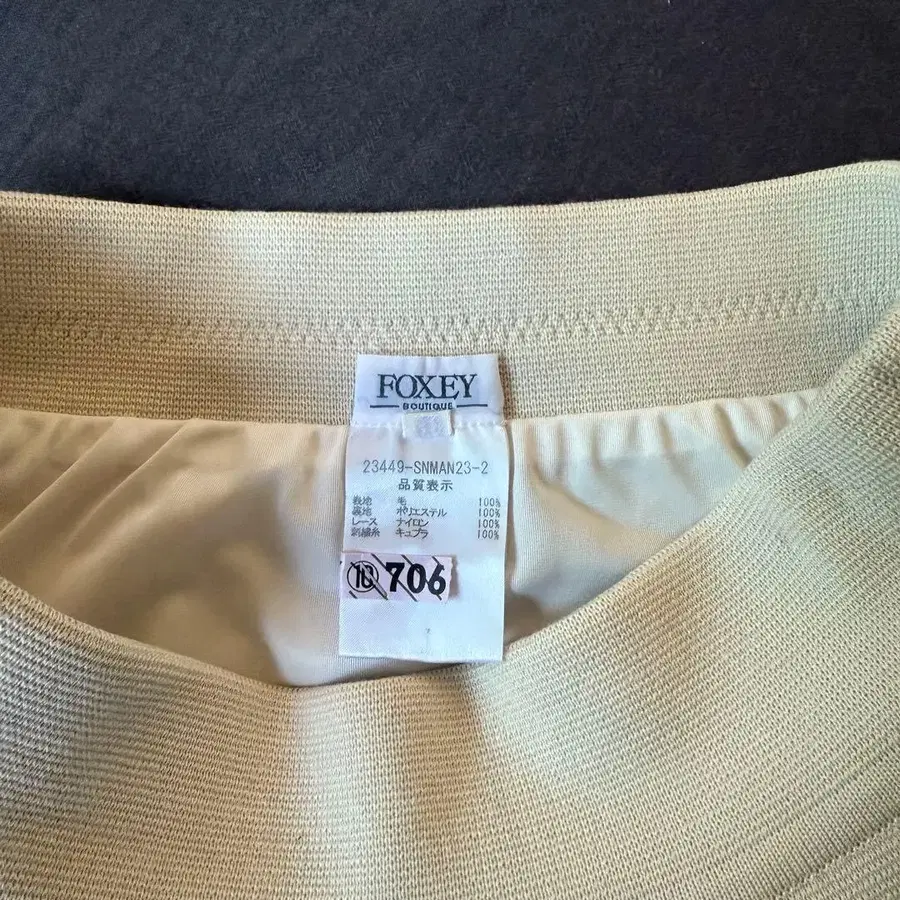 FOXEY
BOUTIQUE
23449-SNMAN23-2
品質表示
表地 毛 100%
裏地 ポリエステル 100%
レース ナイロン 100%
刺繍糸 キュプラ 100%
706